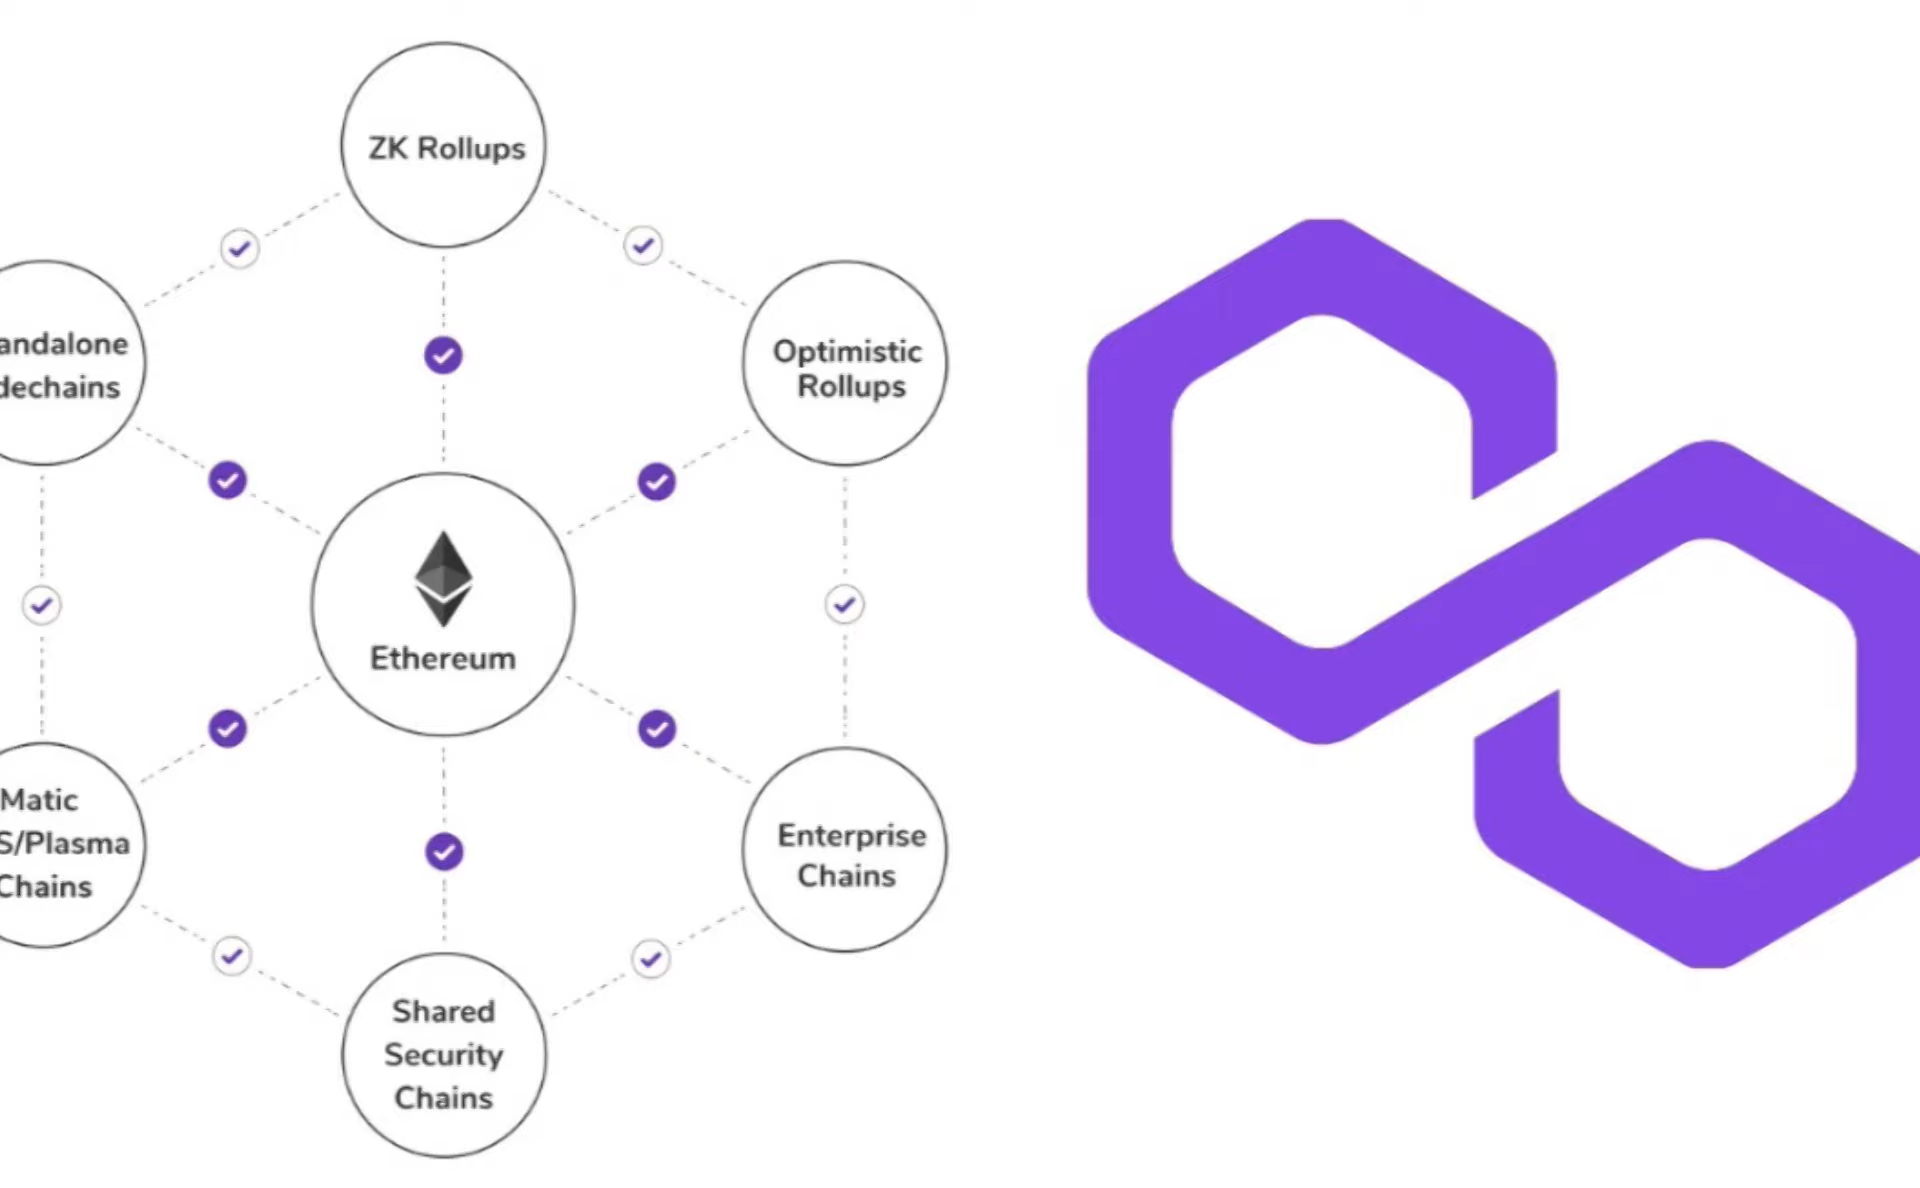 ZK Rollups
andalone
dechains
Optimistic
Rollups
Ethereum
Matic
S/Plasma
Chains
Enterprise
Chains
Shared
Security
Chains